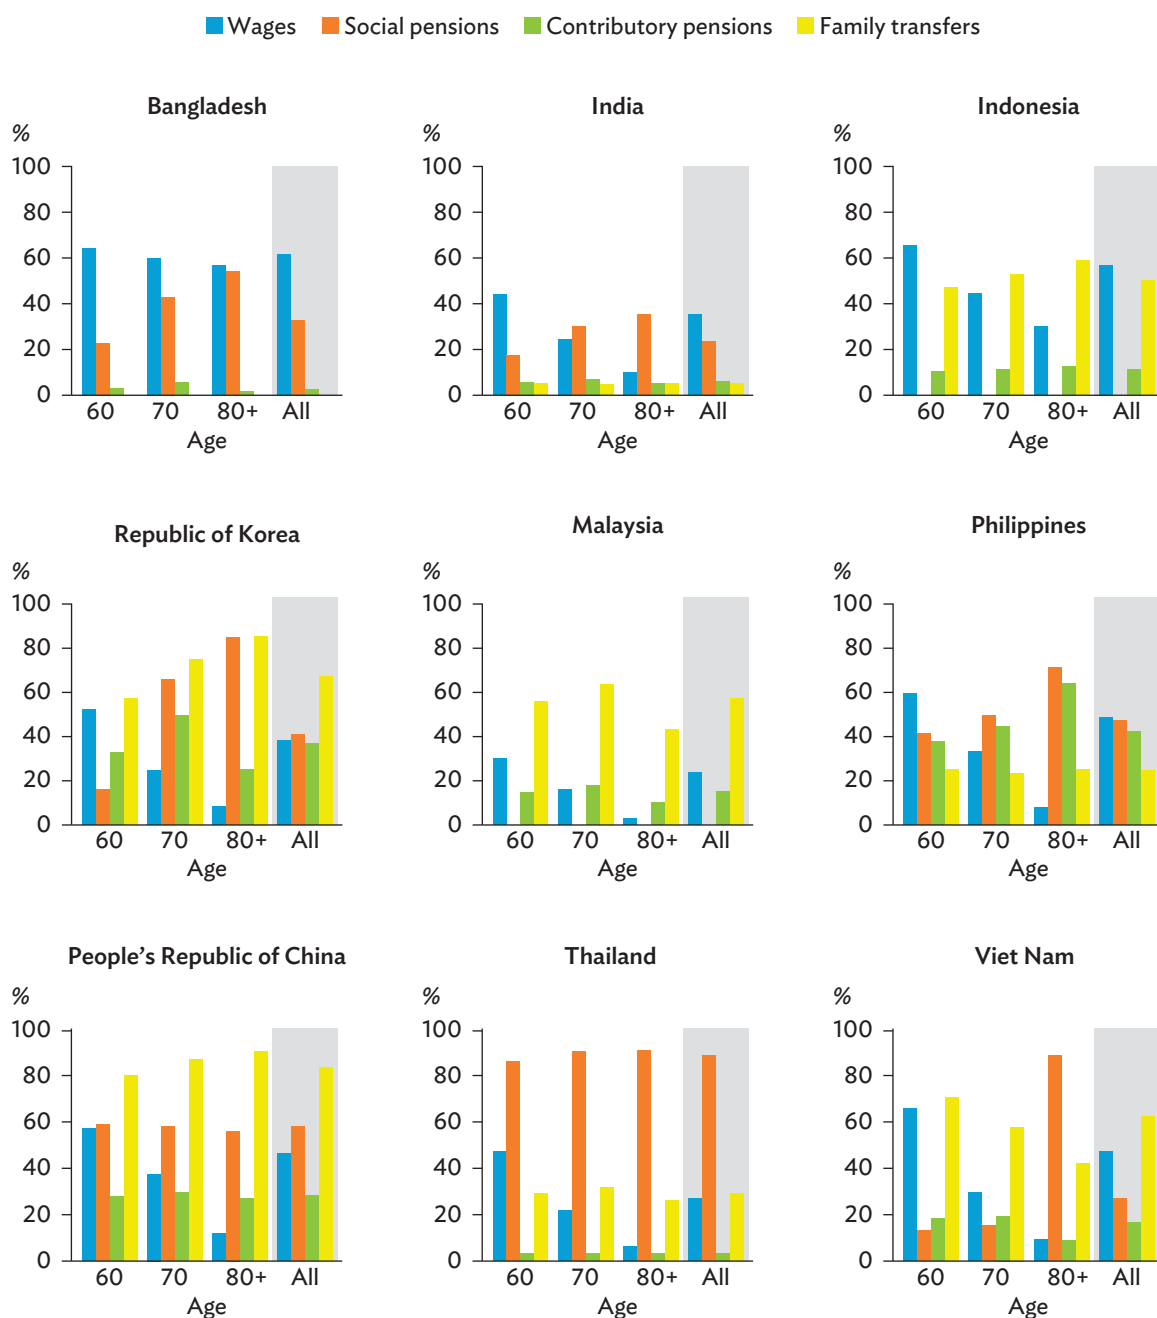 Wages Social pensions Contributory pensions Family transfers
Bangladesh
%
100
80
60
40
20
0
60 70 80+ All
Age
India
%
100
80
60
40
20
0
60 70 80+ All
Age
Indonesia
%
100
80
60
40
20
0
60 70 80+ All
Age
Republic of Korea
%
100
80
60
40
20
0
60 70 80+ All
Age
Malaysia
%
100
80
60
40
20
0
60 70 80+ All
Age
Philippines
%
100
80
60
40
20
0
60 70 80+ All
Age
People’s Republic of China
%
100
80
60
40
20
0
60 70 80+ All
Age
Thailand
%
100
80
60
40
20
0
60 70 80+ All
Age
Viet Nam
%
100
80
60
40
20
0
60 70 80+ All
Age